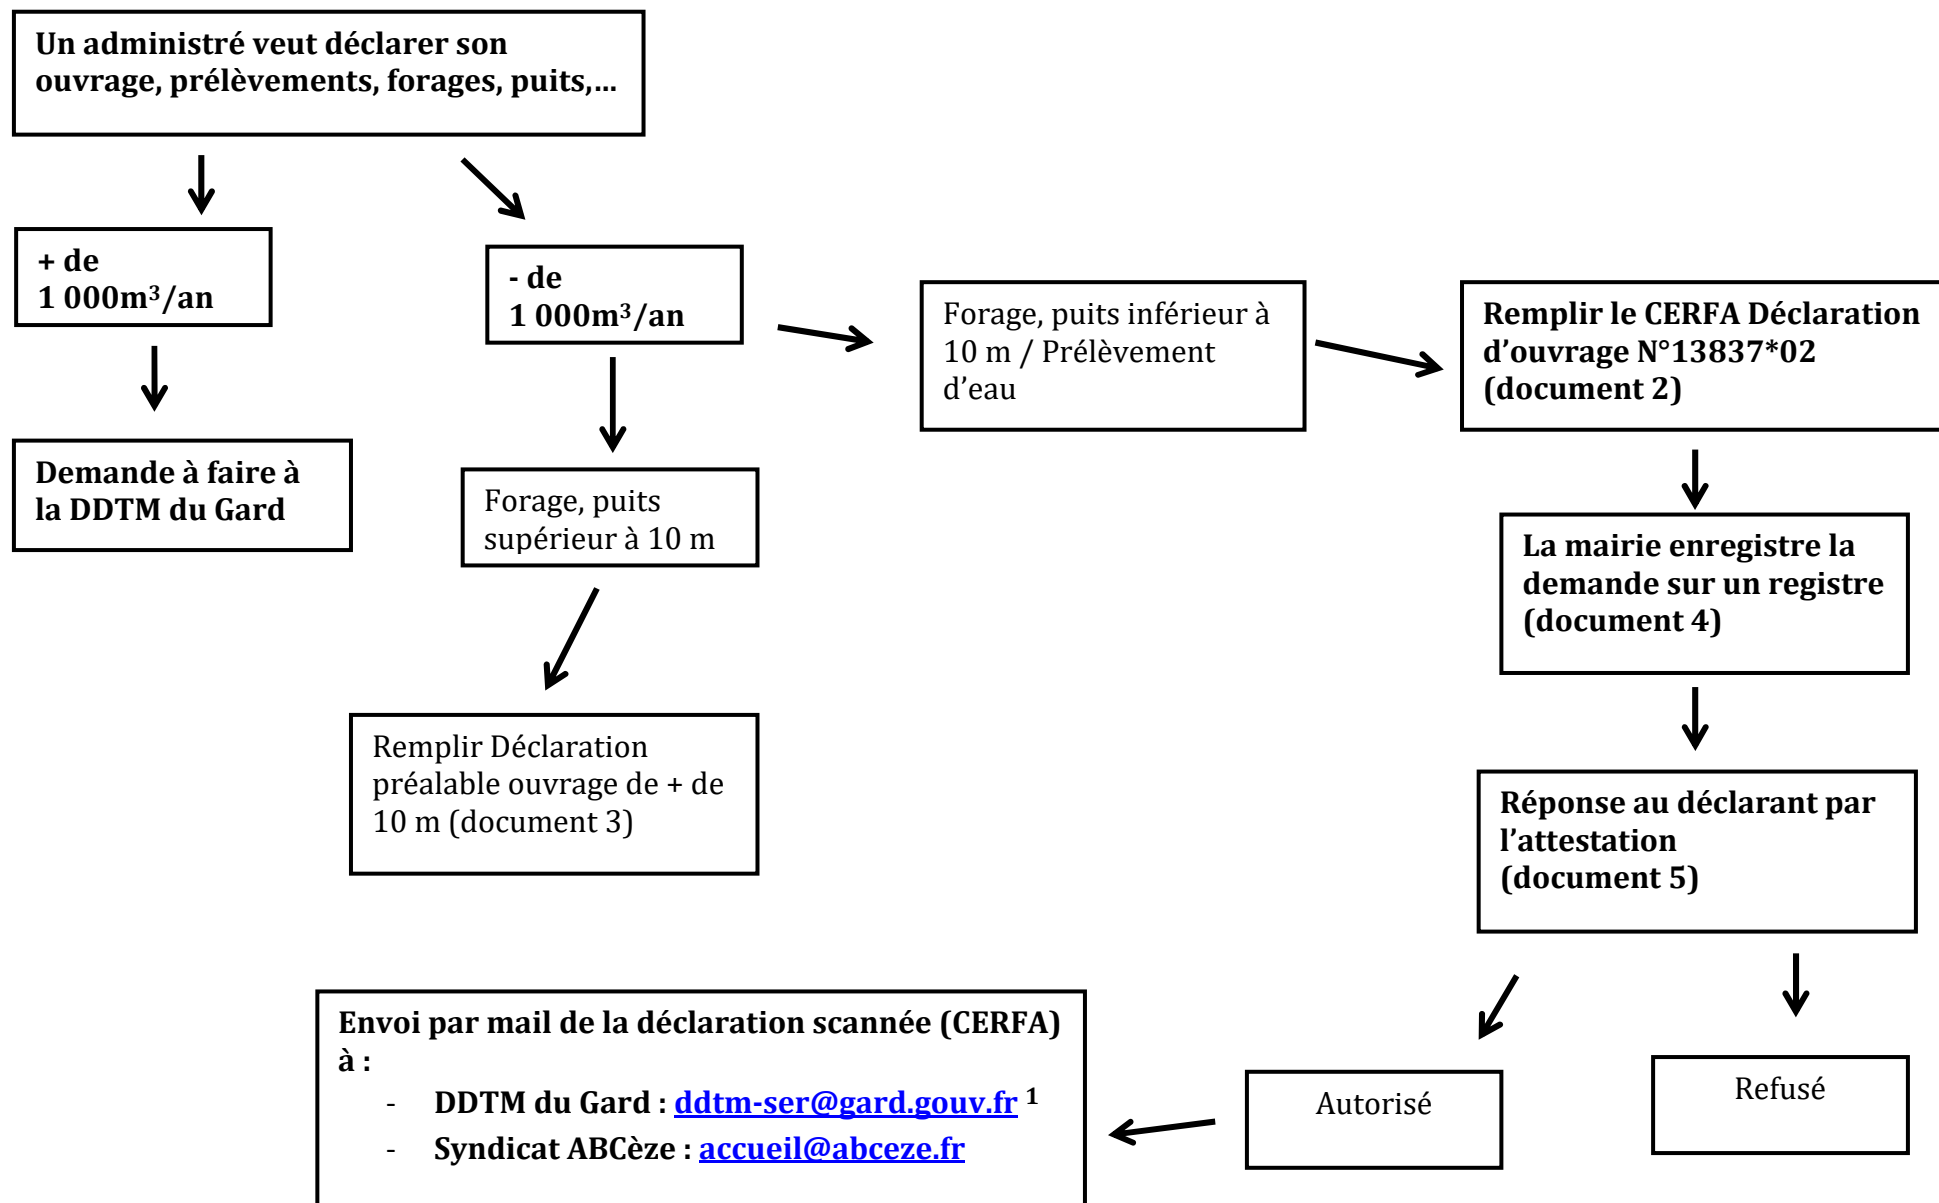 Un administré veut déclarer son
ouvrage, prélèvements, forages, puits,…
+ de
1 000m³/an
- de
1 000m³/an
Forage, puits inférieur à
10 m / Prélèvement
d’eau
Remplir le CERFA Déclaration
d’ouvrage N°13837*02
(document 2)
Demande à faire à
la DDTM du Gard
Forage, puits
supérieur à 10 m
La mairie enregistre la
demande sur un registre
(document 4)
Remplir Déclaration
préalable ouvrage de + de
10 m (document 3)
Réponse au déclarant par
l’attestation
(document 5)
Envoi par mail de la déclaration scannée (CERFA)
à :
- DDTM du Gard : ddtm-ser@gard.gouv.fr ¹
- Syndicat ABCèze : accueil@abceze.fr
Autorisé
Refusé